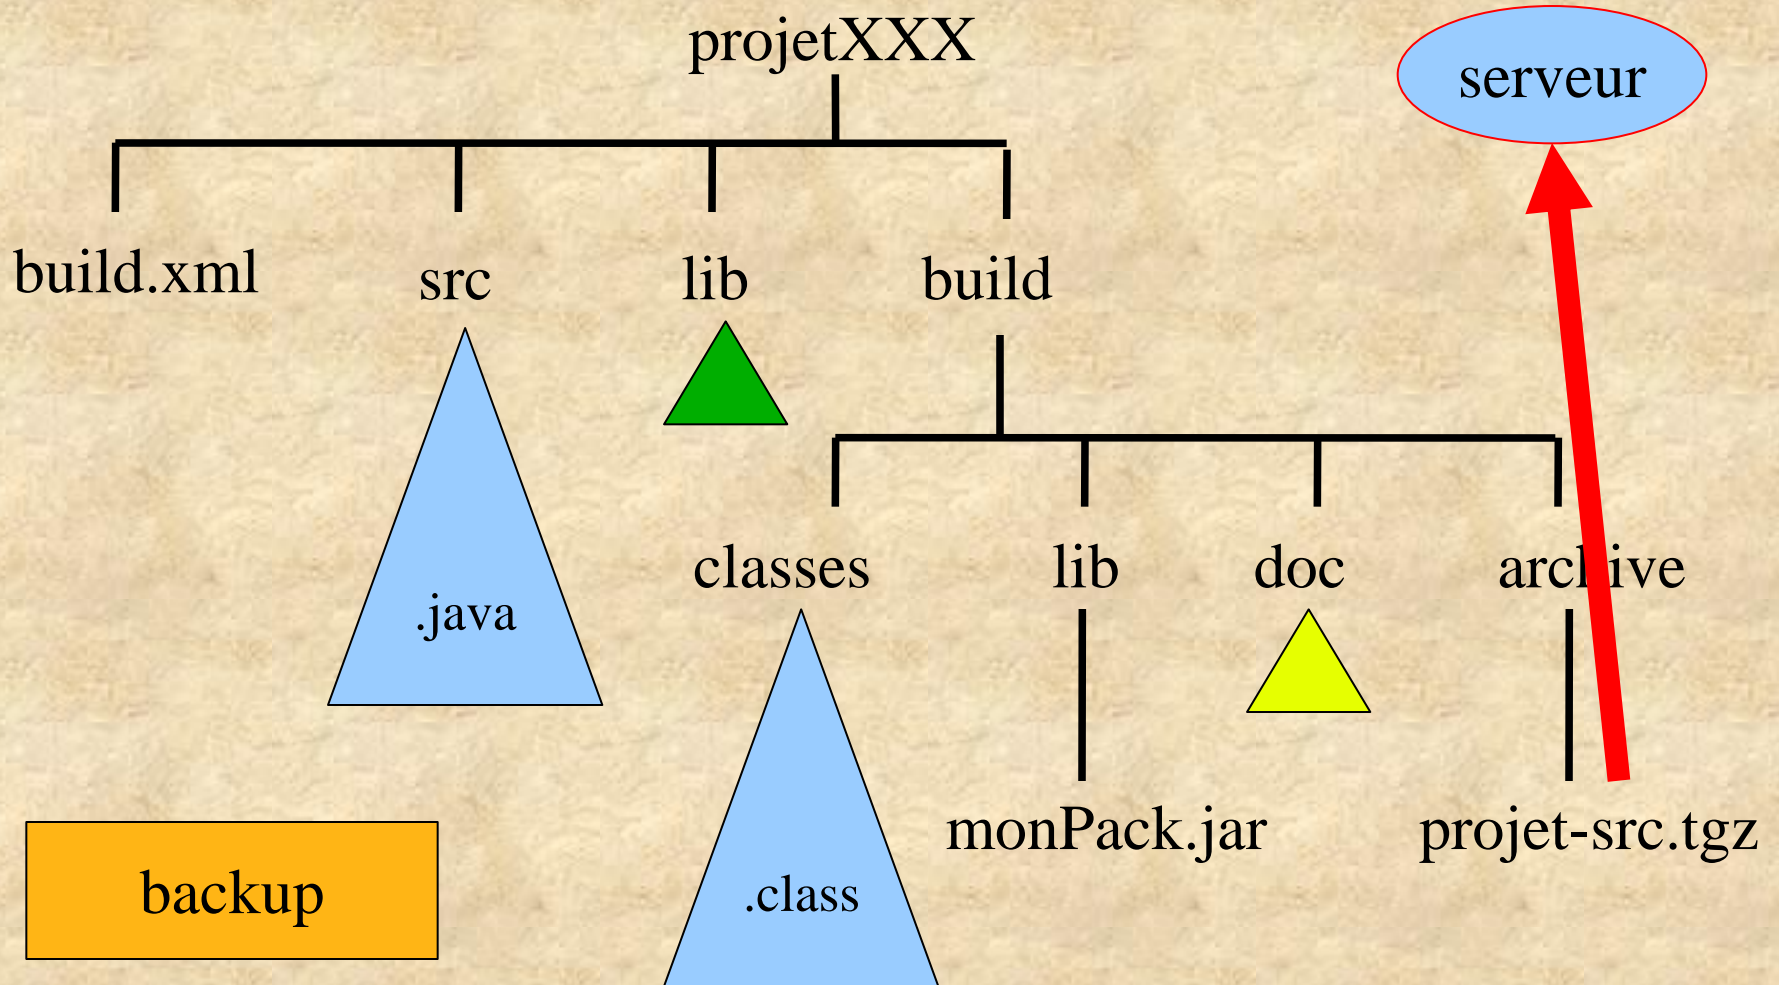 projetXXX
serveur
build.xml
src
lib
build
classes
lib
doc
archive
.java
monPack.jar
projet-src.tgz
backup
.class